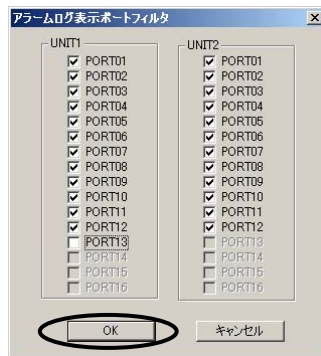 アラームログ表示ポートフィルタ
UNIT1
PORT01
PORT02
PORT03
PORT04
PORT05
PORT06
PORT07
PORT08
PORT09
PORT10
PORT11
PORT12
PORT13
PORT14
PORT15
PORT16
UNIT2
PORT01
PORT02
PORT03
PORT04
PORT05
PORT06
PORT07
PORT08
PORT09
PORT10
PORT11
PORT12
PORT13
PORT14
PORT15
PORT16
OK
キャンセル